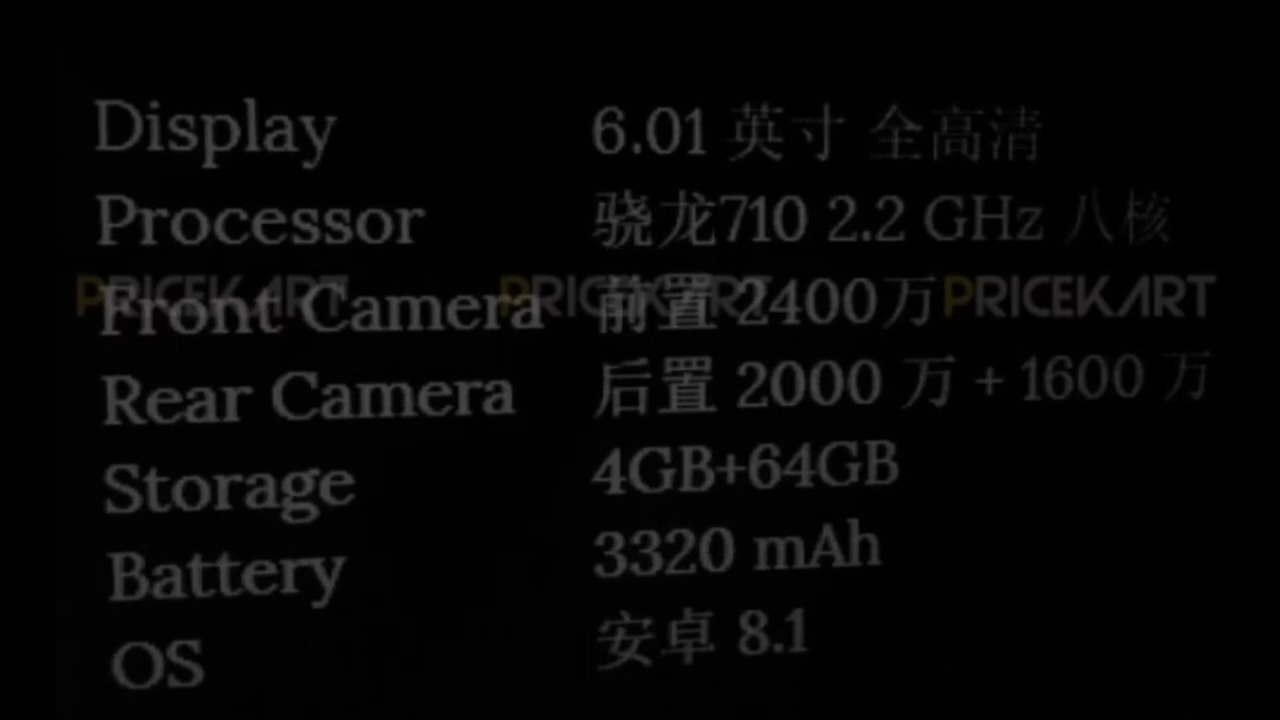 Display 6.01 英寸 全高清
Processor 骁龙710 2.2 GHz 八核
PRICEKART PRICEKART PRICEKART
Front Camera 前置 2400万
Rear Camera 后置 2000 万 + 1600 万
Storage 4GB+64GB
Battery 3320 mAh
OS 安卓 8.1